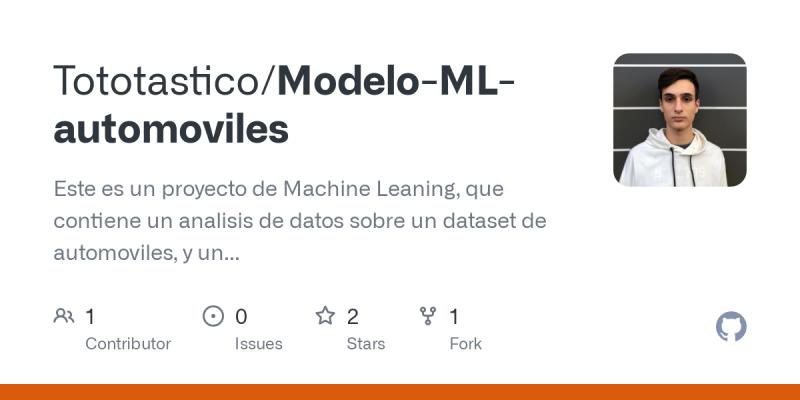 Tototastico/Modelo-ML-
automoviles
Este es un proyecto de Machine Leaning, que
contiene un analisis de datos sobre un dataset de
automoviles, y un...
1 0 2 1
Contributor Issues Stars Fork